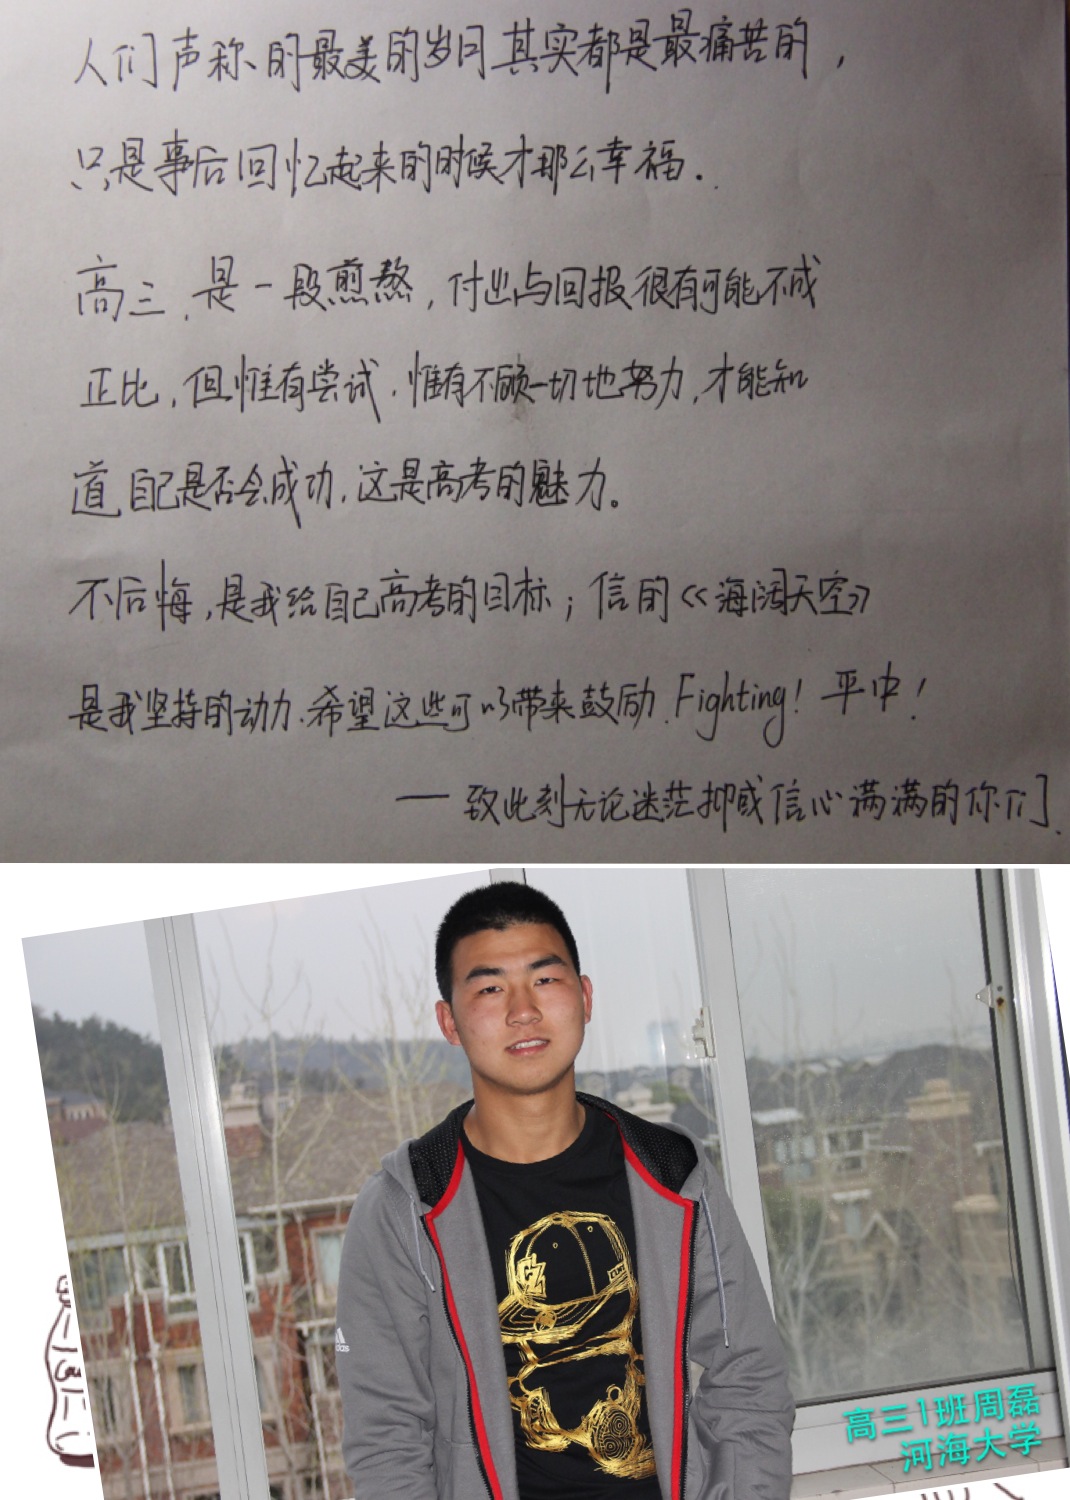 人们声称的最美的岁月其实都是最痛苦的，
只是事后回忆起来的时候才那么幸福．
高三，是一段煎熬，付出与回报很有可能不成
正比，但惟有尝试，惟有不顾一切地努力，才能知
道自己是否会成功，这是高考的魅力。
不后悔，是我给自己高考的目标；信的《海阔天空》
是我坚持的动力，希望这些可以带来鼓励．Fighting！平中！
——致此刻无论迷茫抑或信心满满的你们．
GZ
adidas
高三1班周磊
河海大学